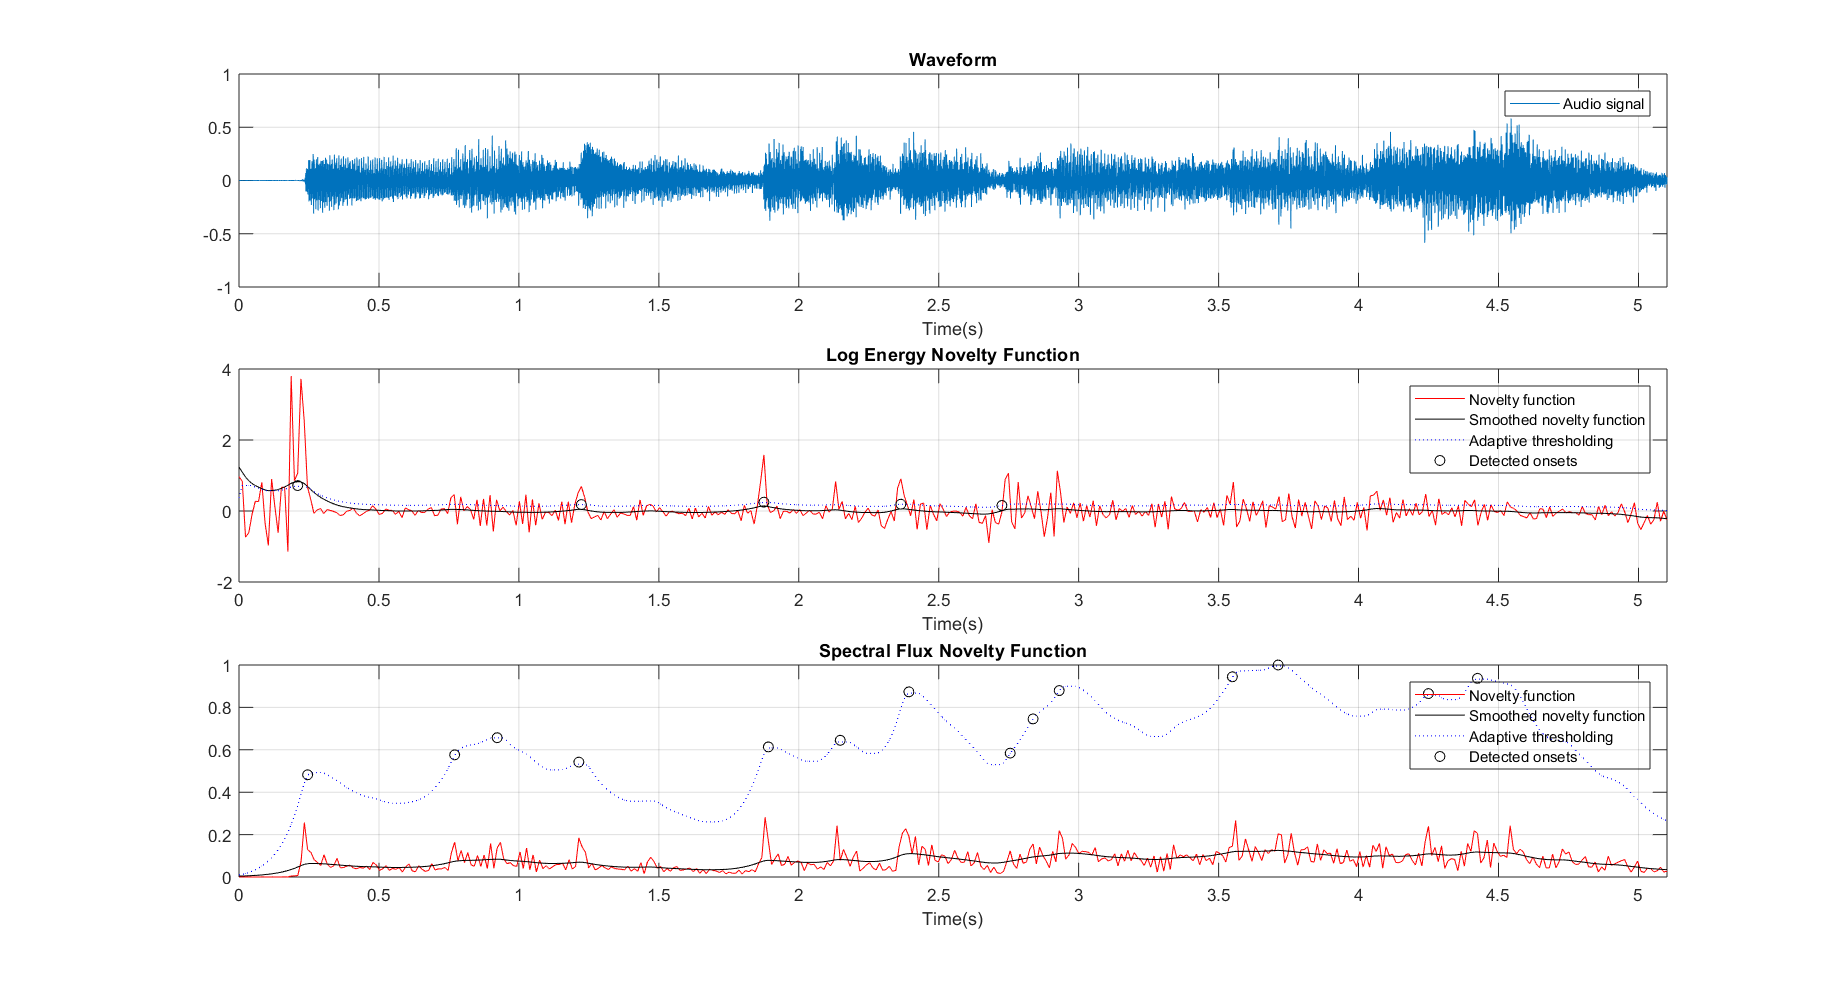 Waveform
1
0.5
0
-0.5
-1
Audio signal
0 0.5 1 1.5 2 2.5 3 3.5 4 4.5 5
Time(s)
Log Energy Novelty Function
4
2
0
-2
Novelty function
Smoothed novelty function
Adaptive thresholding
Detected onsets
0 0.5 1 1.5 2 2.5 3 3.5 4 4.5 5
Time(s)
Spectral Flux Novelty Function
1
0.8
0.6
0.4
0.2
0
Novelty function
Smoothed novelty function
Adaptive thresholding
Detected onsets
0 0.5 1 1.5 2 2.5 3 3.5 4 4.5 5
Time(s)